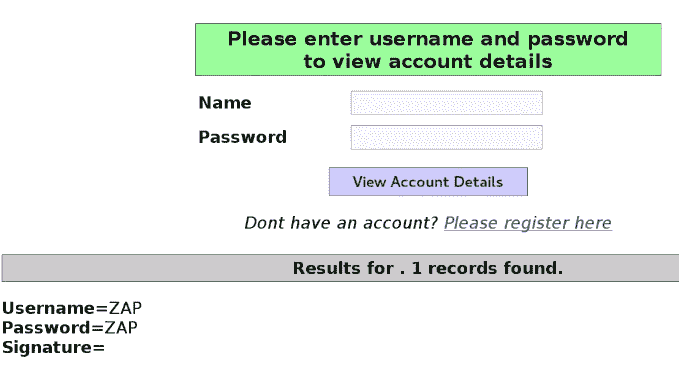 Please enter username and password
to view account details
Name
Password
View Account Details
Dont have an account? Please register here
Results for . 1 records found.
Username=ZAP
Password=ZAP
Signature=